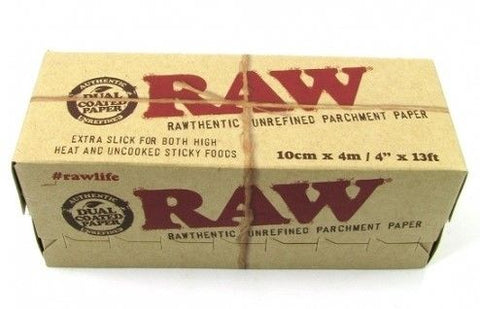 AUTHENTIC
DUAL
COATED
PAPER
UNREFINED
RAW
RAWTHENTIC UNREFINED PARCHMENT PAPER
EXTRA SLICK FOR BOTH HIGH
HEAT AND UNCOOKED STICKY FOODS
10cm x 4m / 4" x 13ft
#rawlife
AUTHENTIC
DUAL
COATED
PAPER
UNREFINED
RAW
RAWTHENTIC UNREFINED PARCHMENT PAPER